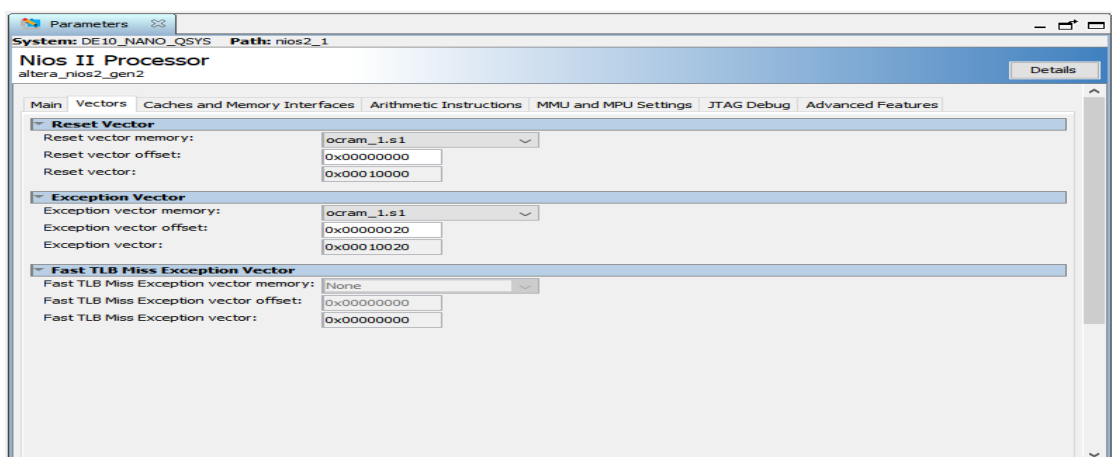 Parameters
System: DE10_NANO_QSYS Path: nios2_1
Nios II Processor
altera_nios2_gen2
Details
Main Vectors Caches and Memory Interfaces Arithmetic Instructions MMU and MPU Settings JTAG Debug Advanced Features
Reset Vector
Reset vector memory: ocram_1.s1
Reset vector offset: 0x00000000
Reset vector: 0x00010000
Exception Vector
Exception vector memory: ocram_1.s1
Exception vector offset: 0x00000020
Exception vector: 0x00010020
Fast TLB Miss Exception Vector
Fast TLB Miss Exception vector memory: None
Fast TLB Miss Exception vector offset: 0x00000000
Fast TLB Miss Exception vector: 0x00000000